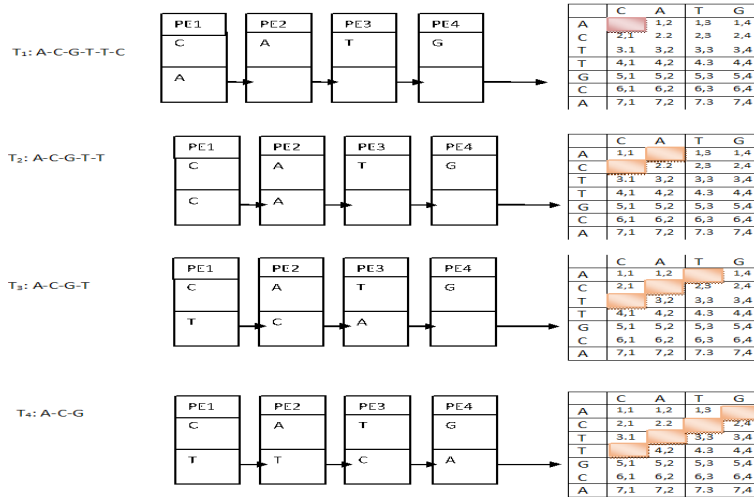 PE1 PE2 PE3 PE4
T₁: A-C-G-T-T-C
C A T G
A
C A T G
A 1,2 1,3 1,4
C 2,1 2.2 2,3 2,4
T 3.1 3,2 3,3 3,4
T 4,1 4,2 4.3 4,4
G 5,1 5,2 5,3 5,4
C 6,1 6,2 6,3 6,4
A 7,1 7,2 7.3 7,4
PE1 PE2 PE3 PE4
T₂: A-C-G-T-T
C A T G
C A
C A T G
A 1,1 1,3 1,4
C 2.2 2,3 2,4
T 3.1 3,2 3,3 3,4
T 4,1 4,2 4.3 4,4
G 5,1 5,2 5,3 5,4
C 6,1 6,2 6,3 6,4
A 7,1 7,2 7.3 7,4
PE1 PE2 PE3 PE4
T₃: A-C-G-T
C A T G
T C A
C A T G
A 1,1 1,2 1,4
C 2,1 2,3 2,4
T 3,2 3,3 3,4
T 4,1 4,2 4.3 4,4
G 5,1 5,2 5,3 5,4
C 6,1 6,2 6,3 6,4
A 7,1 7,2 7.3 7,4
PE1 PE2 PE3 PE4
T₄: A-C-G
C A T G
T T C A
C A T G
A 1,1 1,2 1,3
C 2,1 2.2 2,4
T 3.1 3,3 3,4
T 4,2 4.3 4,4
G 5,1 5,2 5,3 5,4
C 6,1 6,2 6,3 6,4
A 7,1 7,2 7.3 7,4